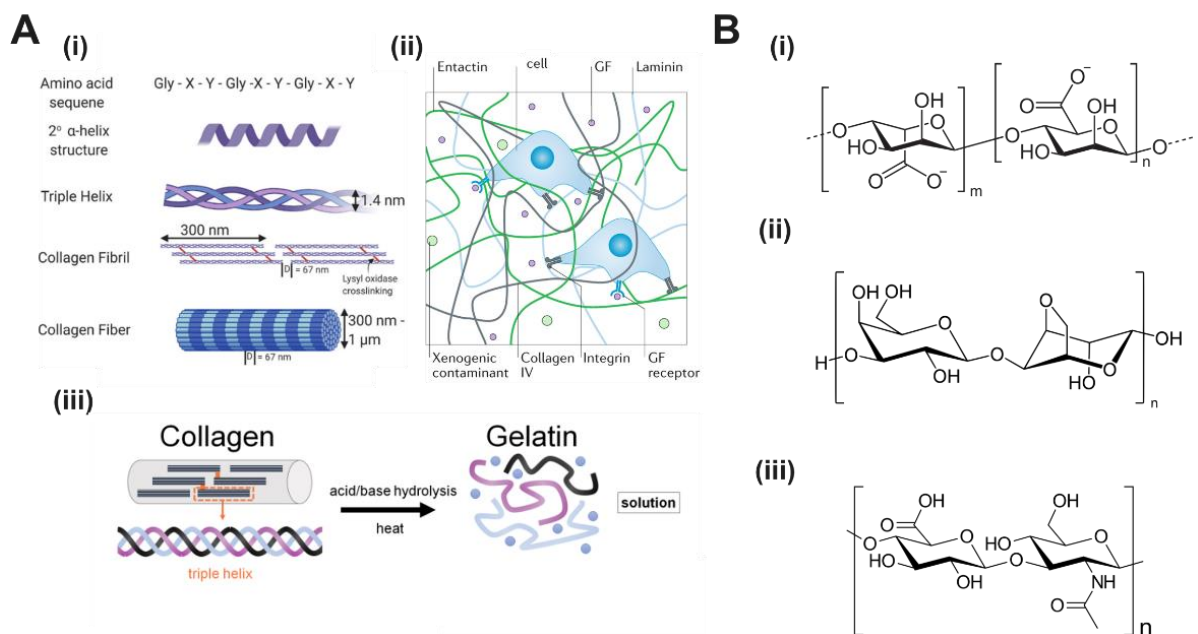 A
(i)
Amino acid
sequene
Gly - X - Y - Gly -X - Y - Gly - X - Y
2° α-helix
structure
Triple Helix
1.4 nm
300 nm
Collagen Fibril
D = 67 nm
Lysyl oxidase
crosslinking
Collagen Fiber
300 nm -
1 µm
D = 67 nm
(ii)
Entactin
cell
GF
Laminin
Xenogenic
contaminant
Collagen
IV
Integrin
GF
receptor
(iii)
Collagen
triple helix
acid/base hydrolysis
heat
Gelatin
solution
B
(i)
O
OH
O
HO
O
O⁻
m
O
O⁻
O
OH
O
HO
O
n
(ii)
OH
OH
O
H
O
OH
O
O
O
HO
OH
n
(iii)
O
OH
O
O
HO
OH
OH
HO
O
O
O
NH
O
n